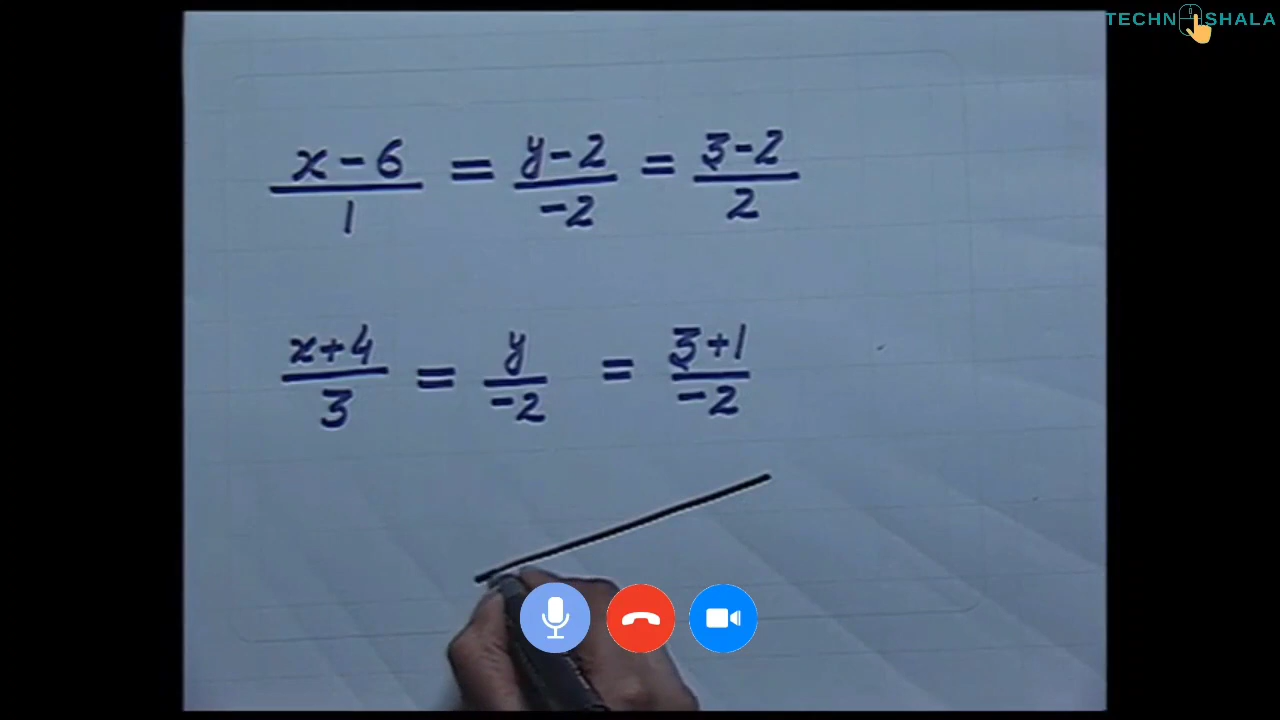 TECHNOSHALA
x-6/1 = y-2/-2 = z-2/2
x+4/3 = y/-2 = z+1/-2